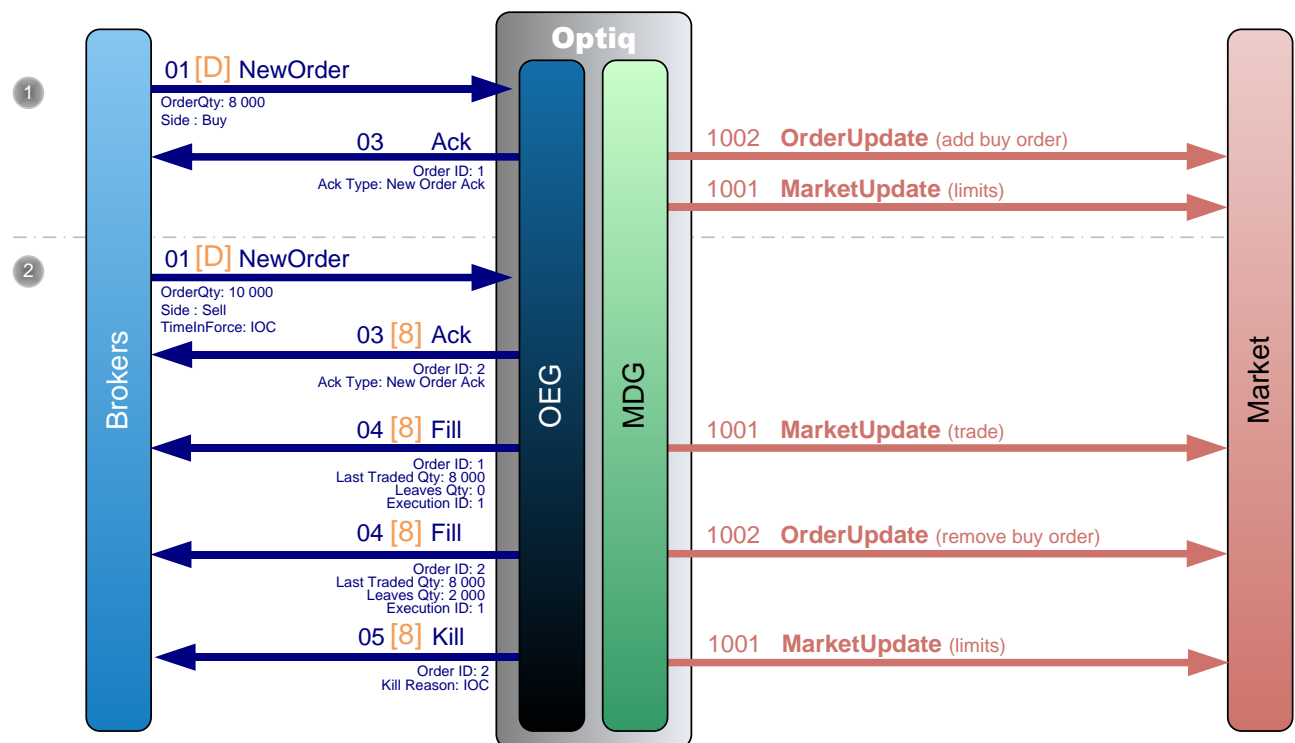 Optiq
1
01 [D] NewOrder
OrderQty: 8 000
Side : Buy
03 Ack
Order ID: 1
Ack Type: New Order Ack
1002 OrderUpdate (add buy order)
1001 MarketUpdate (limits)
2
01 [D] NewOrder
OrderQty: 10 000
Side : Sell
TimeInForce: IOC
03 [8] Ack
Order ID: 2
Ack Type: New Order Ack
Brokers
OEG
MDG
Market
04 [8] Fill
Order ID: 1
Last Traded Qty: 8 000
Leaves Qty: 0
Execution ID: 1
1001 MarketUpdate (trade)
04 [8] Fill
Order ID: 2
Last Traded Qty: 8 000
Leaves Qty: 2 000
Execution ID: 1
1002 OrderUpdate (remove buy order)
05 [8] Kill
Order ID: 2
Kill Reason: IOC
1001 MarketUpdate (limits)